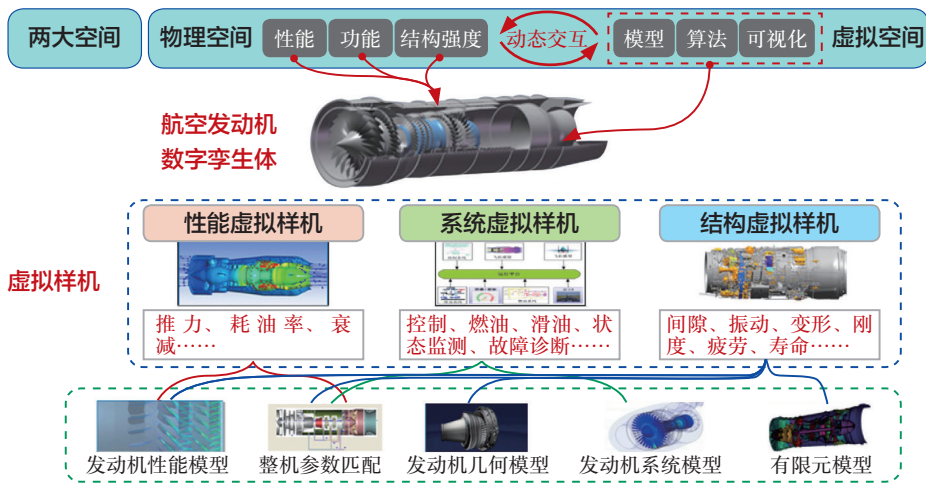 两大空间
物理空间 性能 功能 结构强度 动态交互 模型 算法 可视化 虚拟空间
航空发动机
数字孪生体
虚拟样机
性能虚拟样机
推力、耗油率、衰
减……
系统虚拟样机
控制、燃油、滑油、状
态监测、故障诊断……
结构虚拟样机
间隙、振动、变形、刚
度、疲劳、寿命……
发动机性能模型
整机参数匹配
发动机几何模型
发动机系统模型
有限元模型